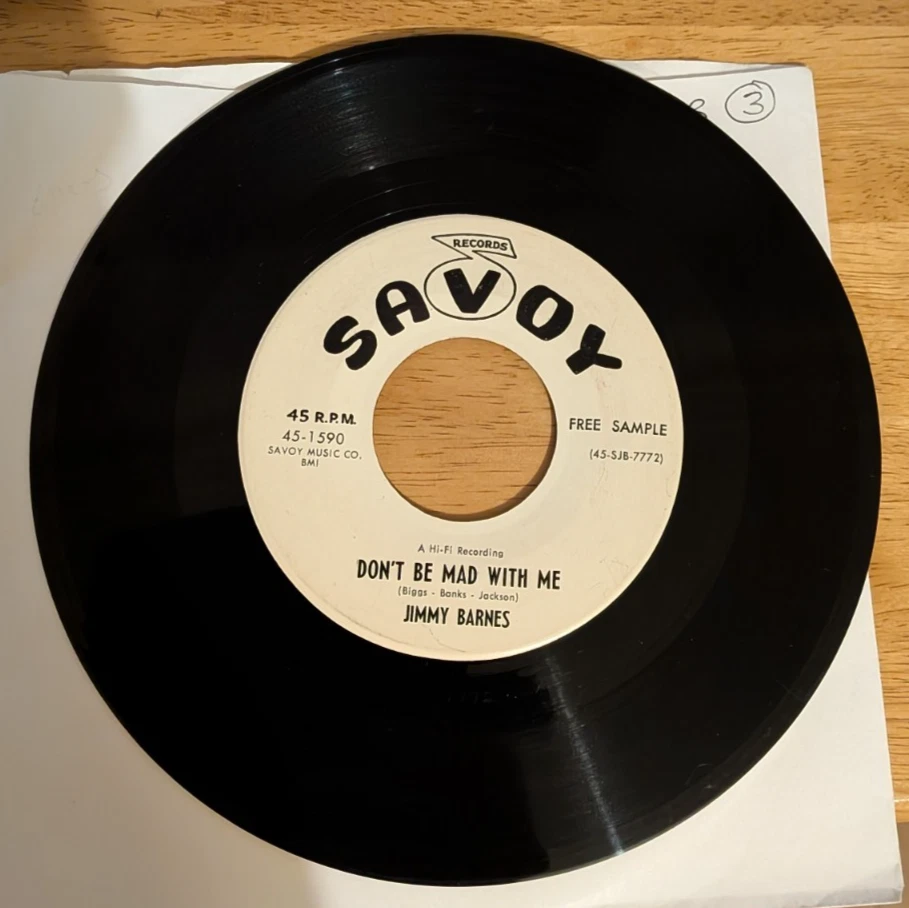 3
RECORDS
SAVOY
45 R.P.M.
45-1590
SAVOY MUSIC CO.
BMI
FREE SAMPLE
(45-SJB-7772)
A Hi-Fi Recording
DON'T BE MAD WITH ME
(Biggs - Banks - Jackson)
JIMMY BARNES